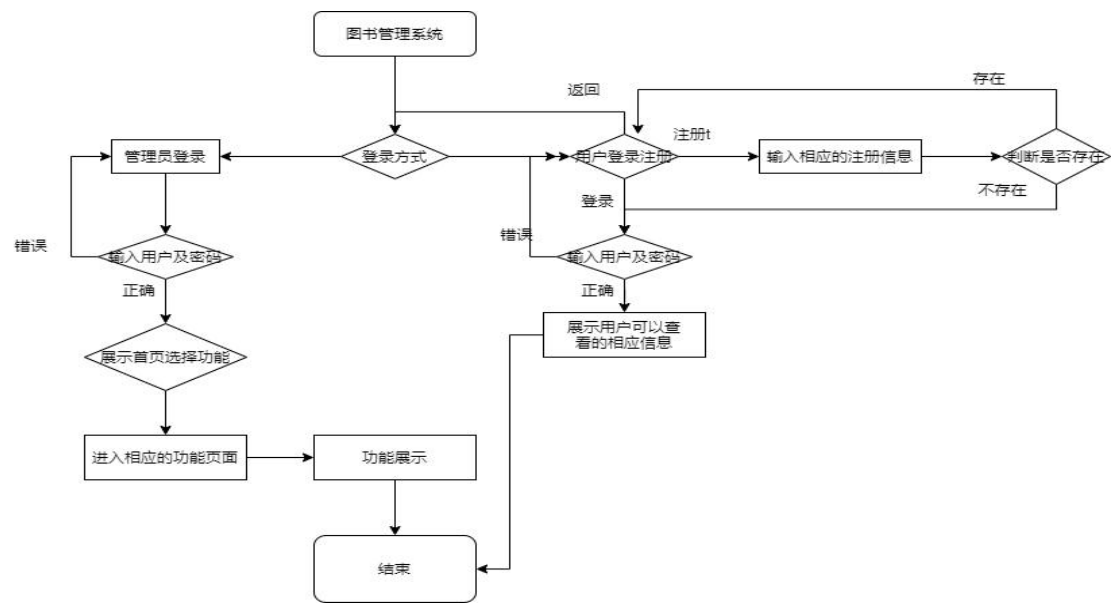 图书管理系统
返回
存在
注册t
管理员登录
登录方式
用户登录注册
输入相应的注册信息
判断是否存在
登录
不存在
错误
错误
输入用户及密码
输入用户及密码
正确
正确
展示用户可以查
看的相应信息
展示首页选择功能
进入相应的功能页面
功能展示
结束